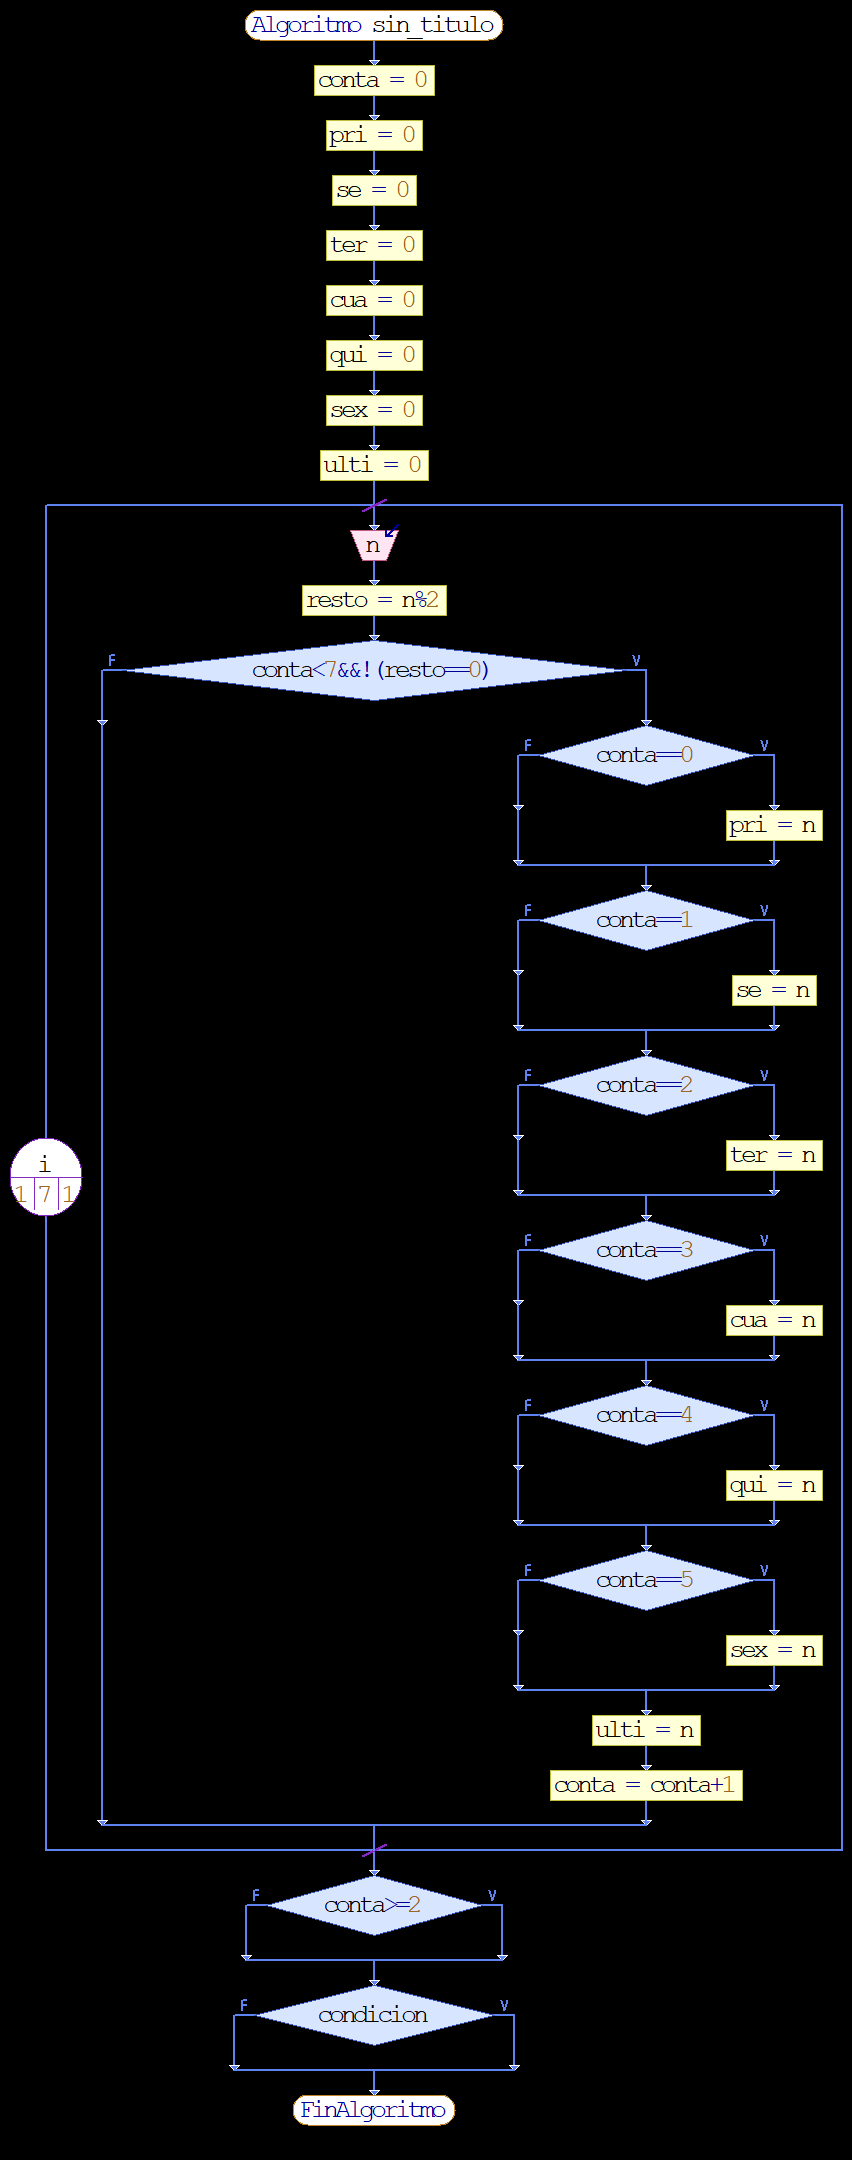 Algoritmo sin_titulo
conta = 0
pri = 0
se = 0
ter = 0
cua = 0
qui = 0
sex = 0
ulti = 0
n
resto = n%2
F
conta<7&&!(resto==0)
V
F
conta==0
V
pri = n
F
conta==1
V
se = n
F
conta==2
V
ter = n
i
1 7 1
F
conta==3
V
cua = n
F
conta==4
V
qui = n
F
conta==5
V
sex = n
ulti = n
conta = conta+1
F
conta>=2
V
F
condicion
V
FinAlgoritmo